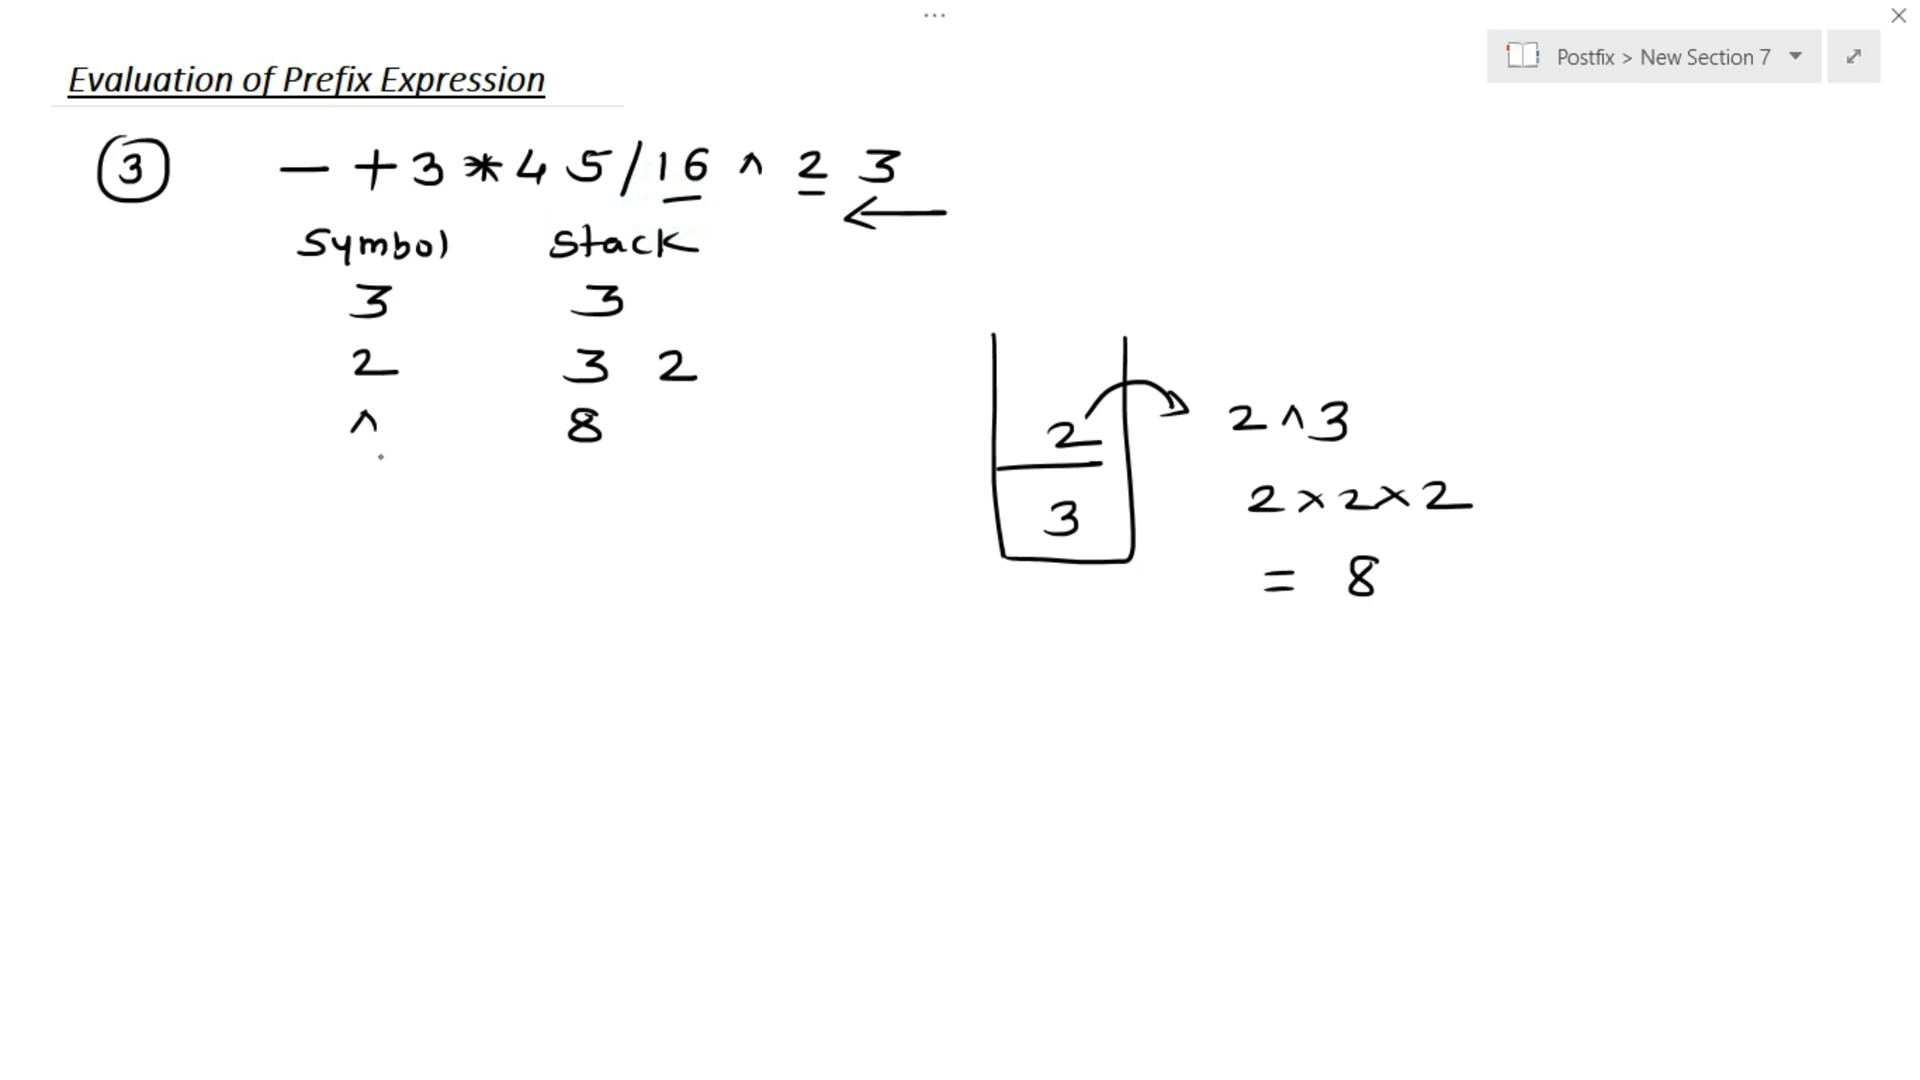 ...
Postfix > New Section 7
Evaluation of Prefix Expression
3 - + 3 * 4 5 / 16 ^ 2 3
Symbol Stack
3 3
2 3 2
^ 8
2
3
2 ^ 3
2 × 2 × 2
= 8